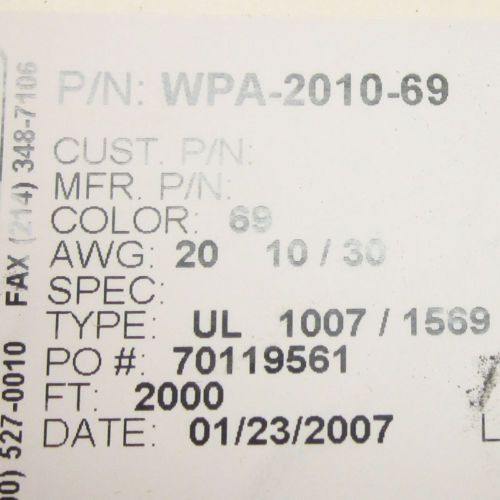 P/N: WPA-2010-69
CUST. P/N:
MFR. P/N:
COLOR: 69
AWG: 20 10 / 30
SPEC:
TYPE: UL 1007 / 1569
PO #: 70119561
FT: 2000
DATE: 01/23/2007
527-0010 FAX (214) 348-7106